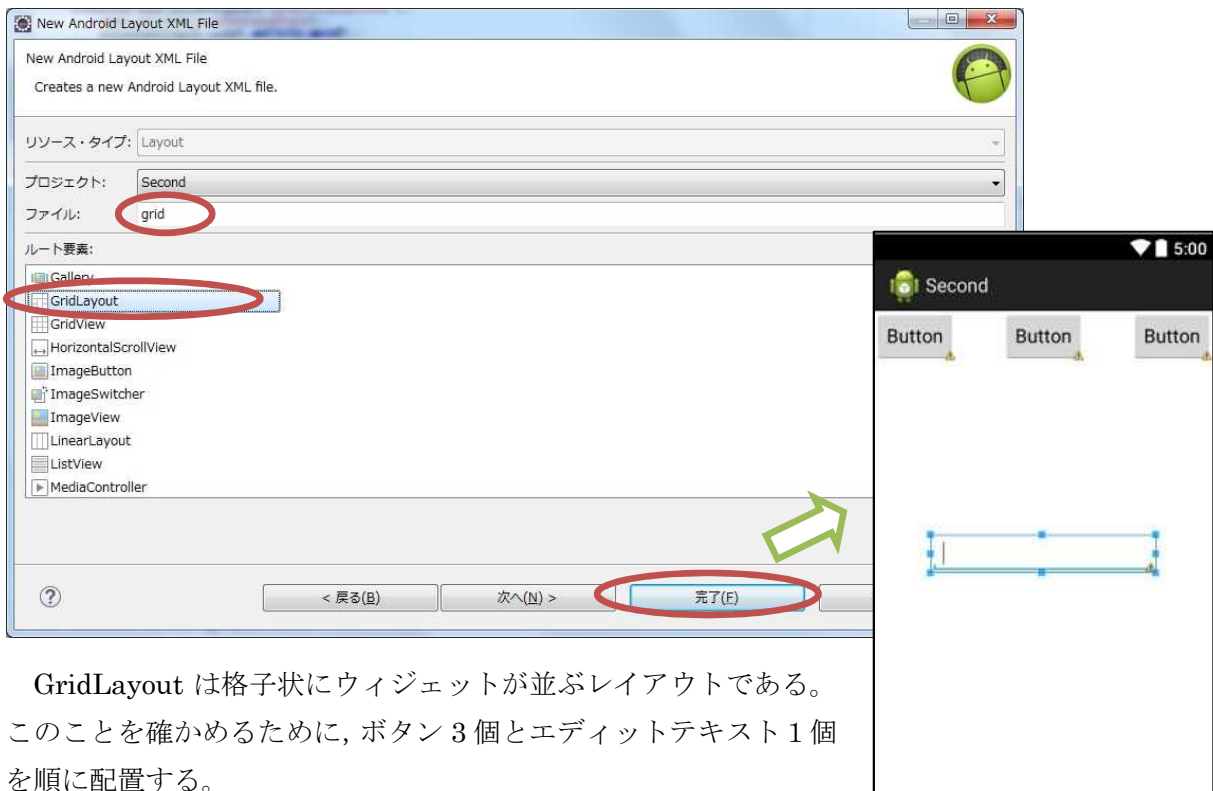 New Android Layout XML File
New Android Layout XML File
Creates a new Android Layout XML file.
リソース・タイプ: Layout
プロジェクト: Second
ファイル: grid
ルート要素:
Gallery
GridLayout
GridView
HorizontalScrollView
ImageButton
ImageSwitcher
ImageView
LinearLayout
ListView
MediaController
< 戻る(B) 次へ(N) > 完了(F)
5:00
Second
Button Button Button
GridLayout は格子状にウィジェットが並ぶレイアウトである。
このことを確かめるために, ボタン 3 個とエディットテキスト 1 個
を順に配置する。